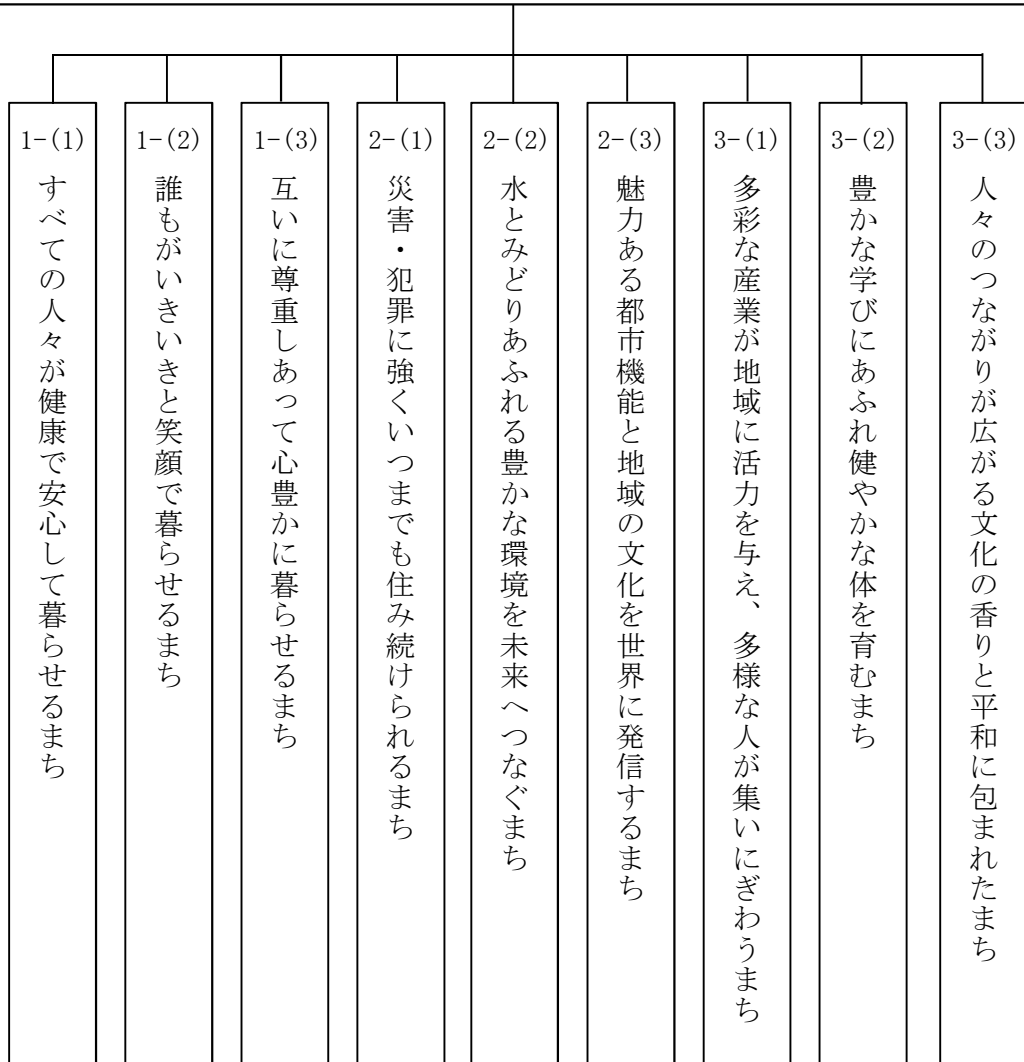 1-(1)
すべての人々が健康で安心して暮らせるまち
1-(2)
誰もがいきいきと笑顔で暮らせるまち
1-(3)
互いに尊重しあって心豊かに暮らせるまち
2-(1)
災害・犯罪に強くいつまでも住み続けられるまち
2-(2)
水とみどりあふれる豊かな環境を未来へつなぐまち
2-(3)
魅力ある都市機能と地域の文化を世界に発信するまち
3-(1)
多彩な産業が地域に活力を与え、多様な人が集いにぎわうまち
3-(2)
豊かな学びにあふれ健やかな体を育むまち
3-(3)
人々のつながりが広がる文化の香りと平和に包まれたまち